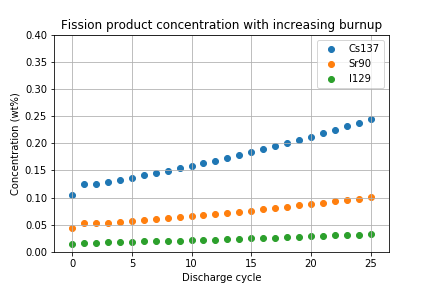 Fission product concentration with increasing burnup
Concentration (wt%)
0.40
0.35
0.30
0.25
0.20
0.15
0.10
0.05
0.00
Cs137
Sr90
I129
0 5 10 15 20 25
Discharge cycle